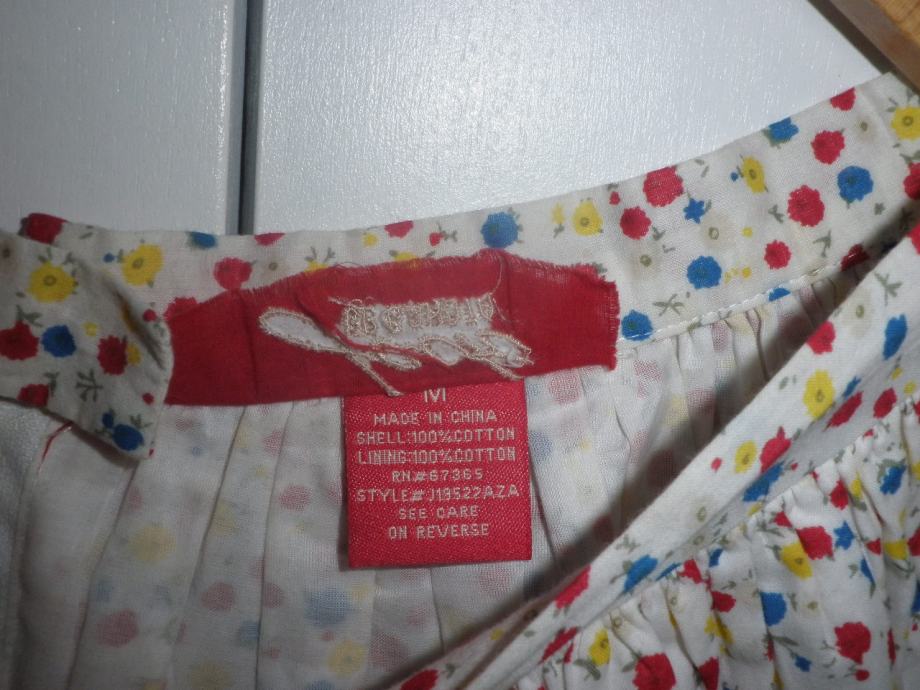 M
MADE IN CHINA
SHELL:100%COTTON
LINING:100%COTTON
RN#67365
STYLE#J19522AZA
SEE CARE
ON REVERSE